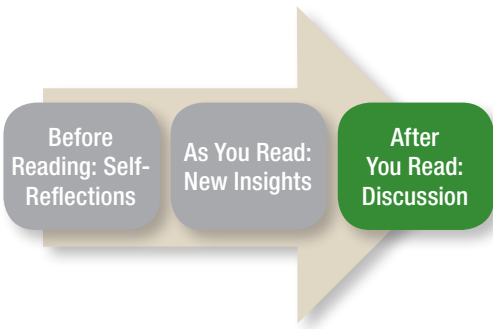 Before
Reading: Self-
Reflections
As You Read:
New Insights
After
You Read:
Discussion